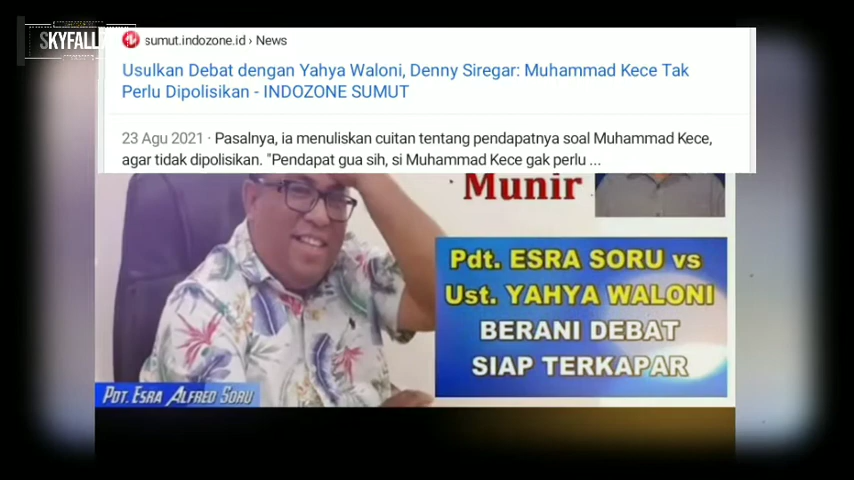 SKYFALL
sumut.indozone.id › News
Usulkan Debat dengan Yahya Waloni, Denny Siregar: Muhammad Kece Tak
Perlu Dipolisikan - INDOZONE SUMUT
23 Agu 2021 · Pasalnya, ia menuliskan cuitan tentang pendapatnya soal Muhammad Kece,
agar tidak dipolisikan. "Pendapat gua sih, si Muhammad Kece gak perlu ...
Munir
Pdt. ESRA SORU vs
Ust. YAHYA WALONI
BERANI DEBAT
SIAP TERKAPAR
PDT. ESRA ALFRED SORU